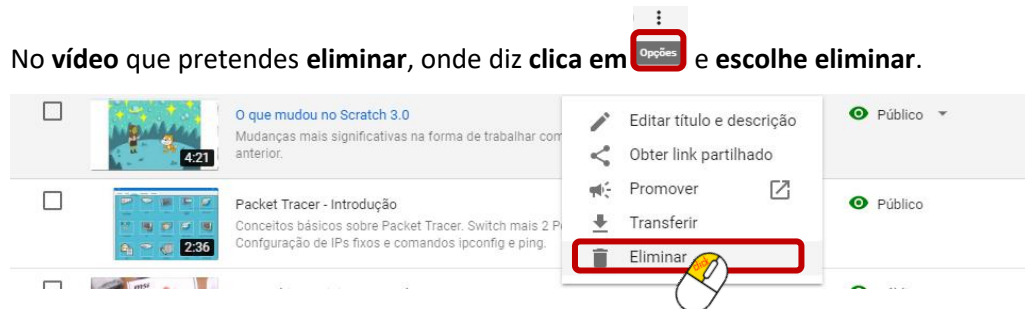 Opções
No vídeo que pretendes eliminar, onde diz clica em e escolhe eliminar.
O que mudou no Scratch 3.0
Mudanças mais significativas na forma de trabalhar com
anterior.
4:21
Editar título e descrição
Obter link partilhado
Promover
Transferir
Eliminar
click
Público
Packet Tracer - Introdução
Conceitos básicos sobre Packet Tracer. Switch mais 2 P
Confguração de IPs fixos e comandos ipconfig e ping.
2:36
Público